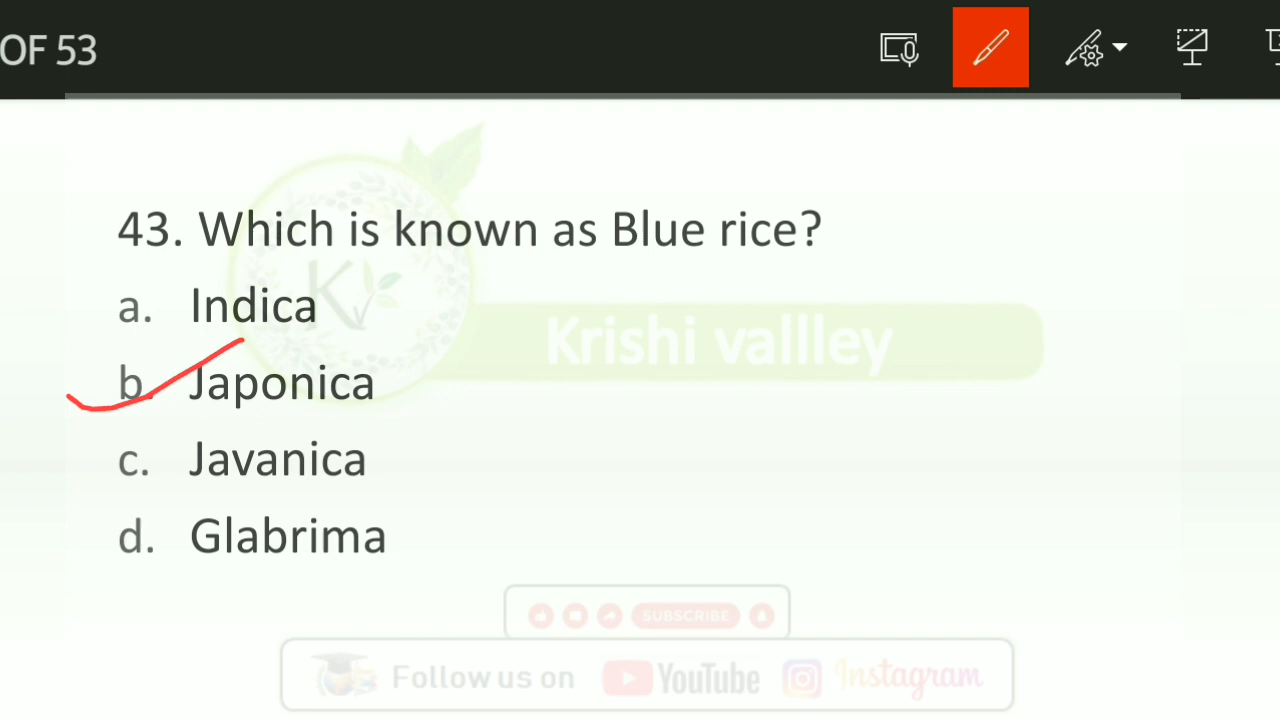 OF 53
43. Which is known as Blue rice?
a. Indica
b. Japonica
c. Javanica
d. Glabrima
Krishi vallley
SUBSCRIBE
Follow us on YouTube Instagram